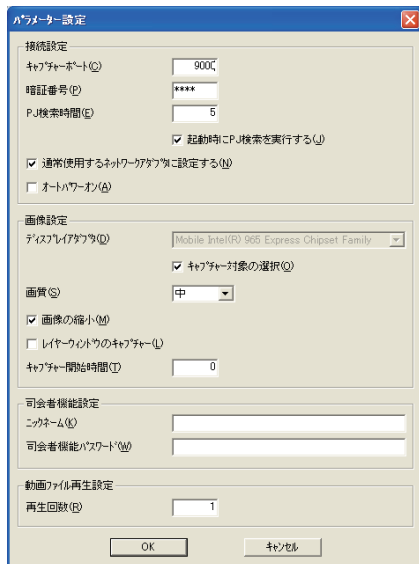 パラメーター設定
接続設定
キャプチャーポート(C) 9000
暗証番号(P) ****
PJ検索時間(E) 5
起動時にPJ検索を実行する(J)
通常使用するネットワークアダプタに設定する(N)
オートパワーオン(A)
画像設定
ディスプレイアダプタ(D) Mobile Intel(R) 965 Express Chipset Family
キャプチャー対象の選択(O)
画質(S) 中
画像の縮小(M)
レイヤーウィンドウのキャプチャー(L)
キャプチャー開始時間(T) 0
司会者機能設定
ニックネーム(K)
司会者機能パスワード(W)
動画ファイル再生設定
再生回数(R) 1
OK キャンセル